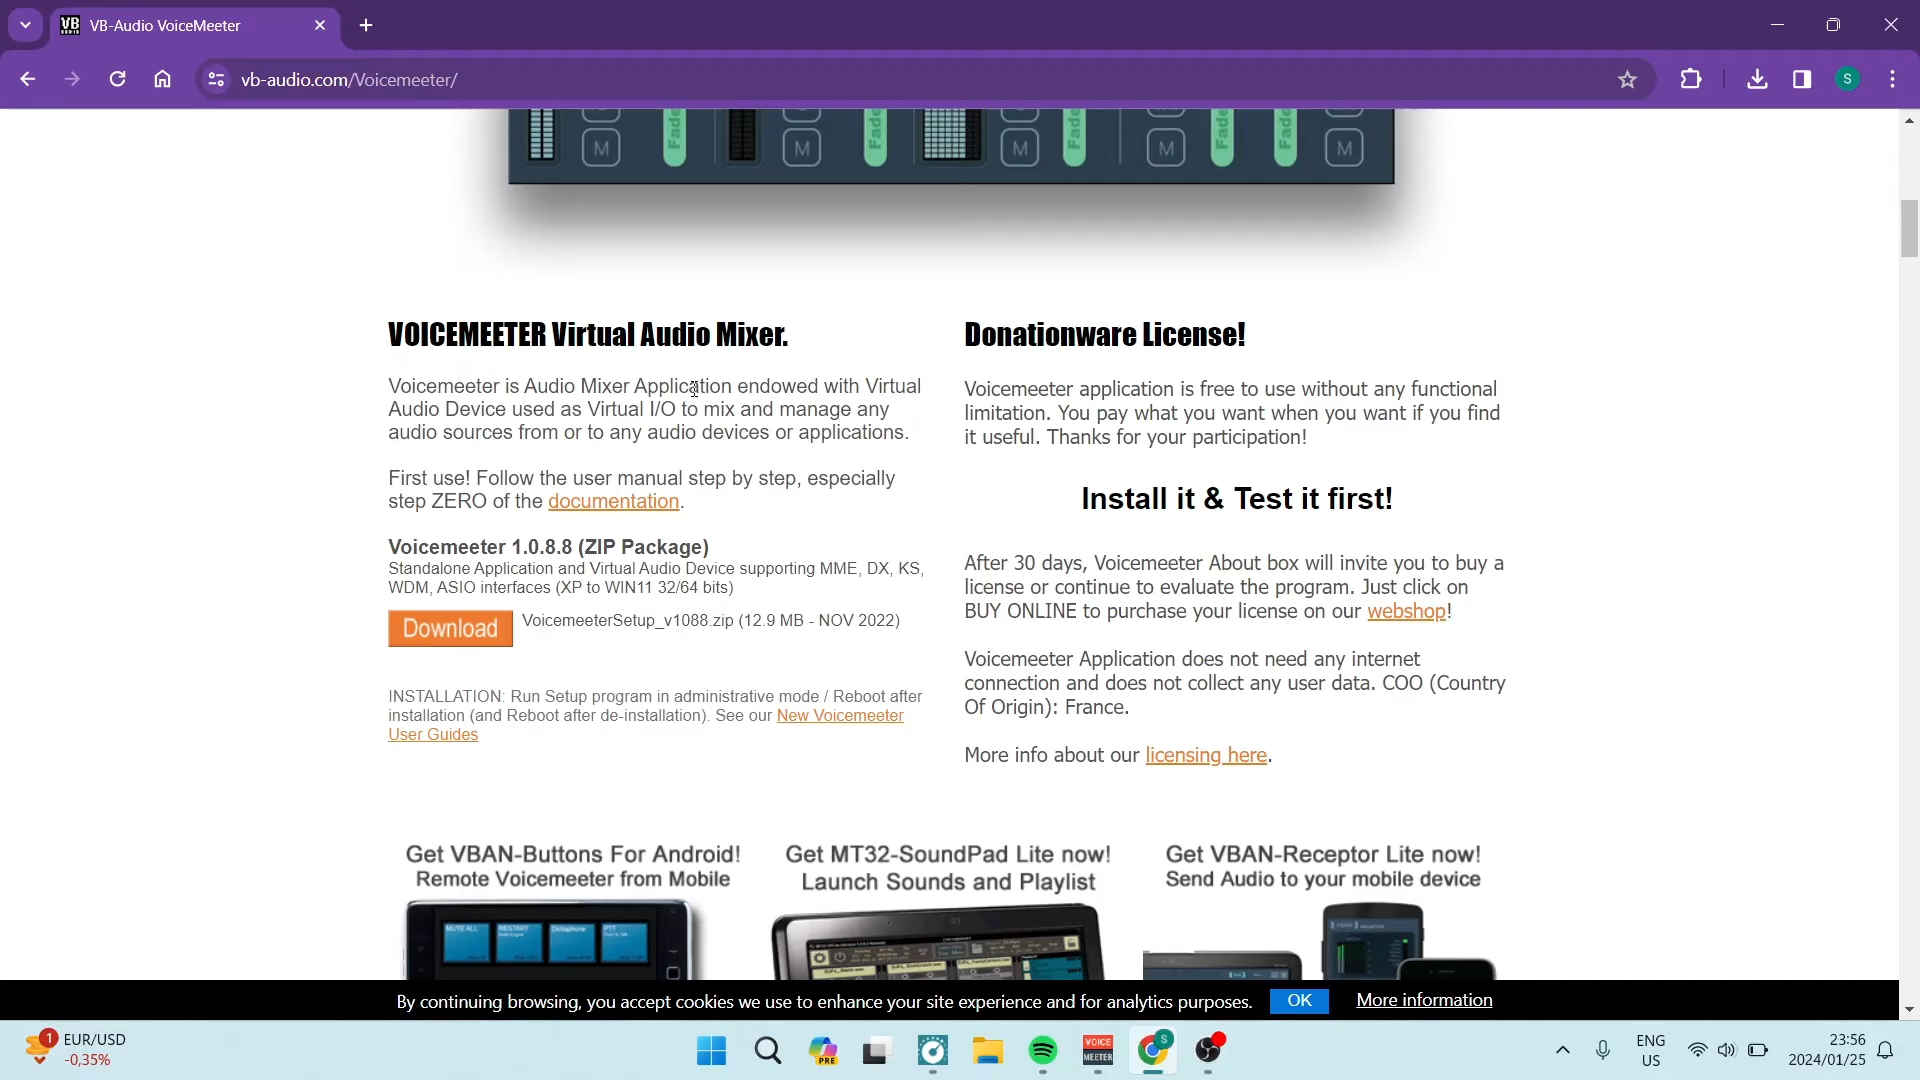 VB-Audio VoiceMeeter
vb-audio.com/Voicemeeter/
S
M
M
M
M
M
Fade
Fade
Fade
Fade
Fade
VOICEMEETER Virtual Audio Mixer.
Voicemeeter is Audio Mixer Application endowed with Virtual
Audio Device used as Virtual I/O to mix and manage any
audio sources from or to any audio devices or applications.
First use! Follow the user manual step by step, especially
step ZERO of the documentation.
Voicemeeter 1.0.8.8 (ZIP Package)
Standalone Application and Virtual Audio Device supporting MME, DX, KS,
WDM, ASIO interfaces (XP to WIN11 32/64 bits)
Download VoicemeeterSetup_v1088.zip (12.9 MB - NOV 2022)
INSTALLATION: Run Setup program in administrative mode / Reboot after
installation (and Reboot after de-installation). See our New Voicemeeter
User Guides
Donationware License!
Voicemeeter application is free to use without any functional
limitation. You pay what you want when you want if you find
it useful. Thanks for your participation!
Install it & Test it first!
After 30 days, Voicemeeter About box will invite you to buy a
license or continue to evaluate the program. Just click on
BUY ONLINE to purchase your license on our webshop!
Voicemeeter Application does not need any internet
connection and does not collect any user data. COO (Country
Of Origin): France.
More info about our licensing here.
Get VBAN-Buttons For Android!
Remote Voicemeeter from Mobile
MUTE ALL RESTART Dictaphone PTT
Get MT32-SoundPad Lite now!
Launch Sounds and Playlist
Get VBAN-Receptor Lite now!
Send Audio to your mobile device
By continuing browsing, you accept cookies we use to enhance your site experience and for analytics purposes. OK More information
1
EUR/USD
-0,35%
PRE
VOICE
MEETER
S
ENG
US
23:56
2024/01/25